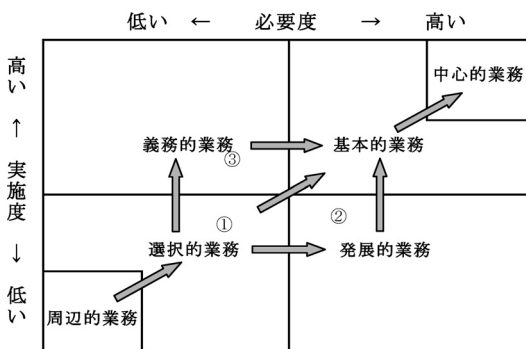 低い ← 必要度 → 高い
高い ↑ 実施度 ↓ 低い
中心的業務
義務的業務
③
基本的業務
①
②
選択的業務
発展的業務
周辺的業務